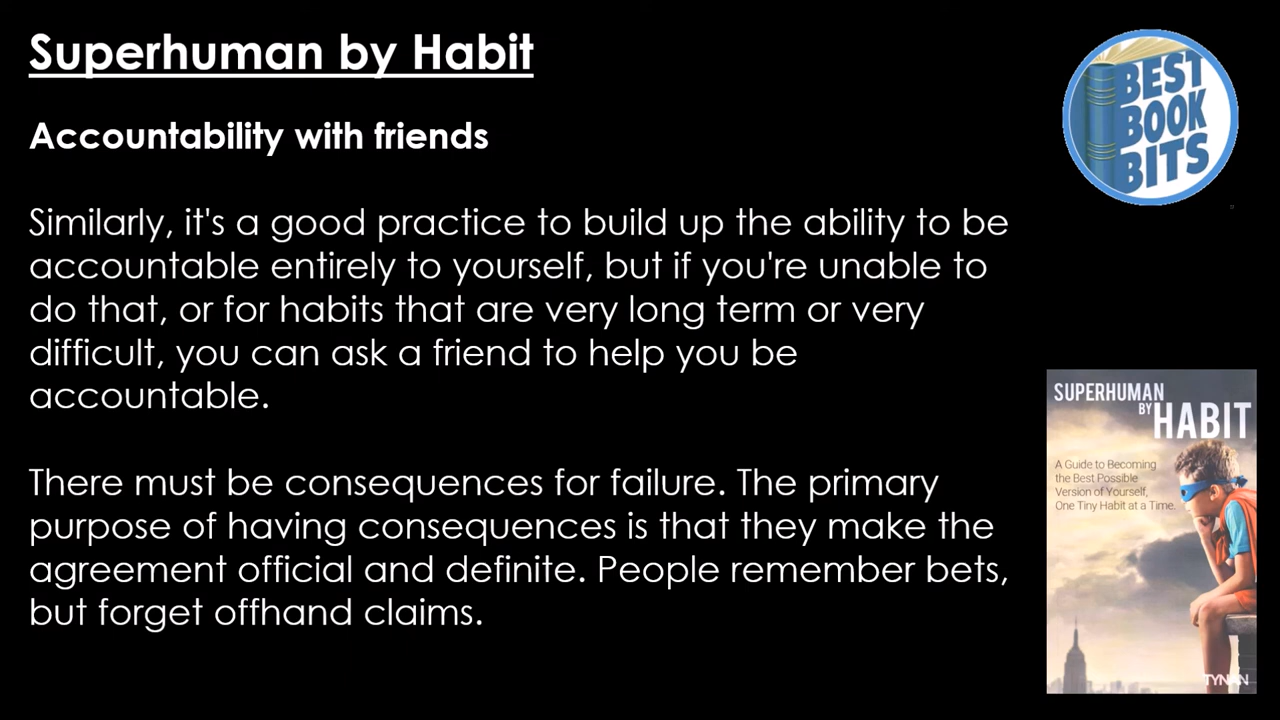 Superhuman by Habit
Accountability with friends
Similarly, it's a good practice to build up the ability to be
accountable entirely to yourself, but if you're unable to
do that, or for habits that are very long term or very
difficult, you can ask a friend to help you be
accountable.
There must be consequences for failure. The primary
purpose of having consequences is that they make the
agreement official and definite. People remember bets,
but forget offhand claims.
BEST
BOOK
BITS
SUPERHUMAN
BY HABIT
A Guide to Becoming
the Best Possible
Version of Yourself,
One Tiny Habit at a Time.
TYNAN